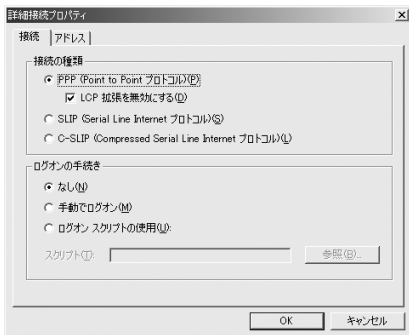 詳細接続プロパティ
接続 アドレス
接続の種類
PPP (Point to Point プロトコル)(P)
LCP 拡張を無効にする(D)
SLIP (Serial Line Internet プロトコル)(S)
C-SLIP (Compressed Serial Line Internet プロトコル)(L)
ログオンの手続き
なし(N)
手動でログオン(M)
ログオン スクリプトの使用(U):
スクリプト(T):
参照(B)...
OK キャンセル